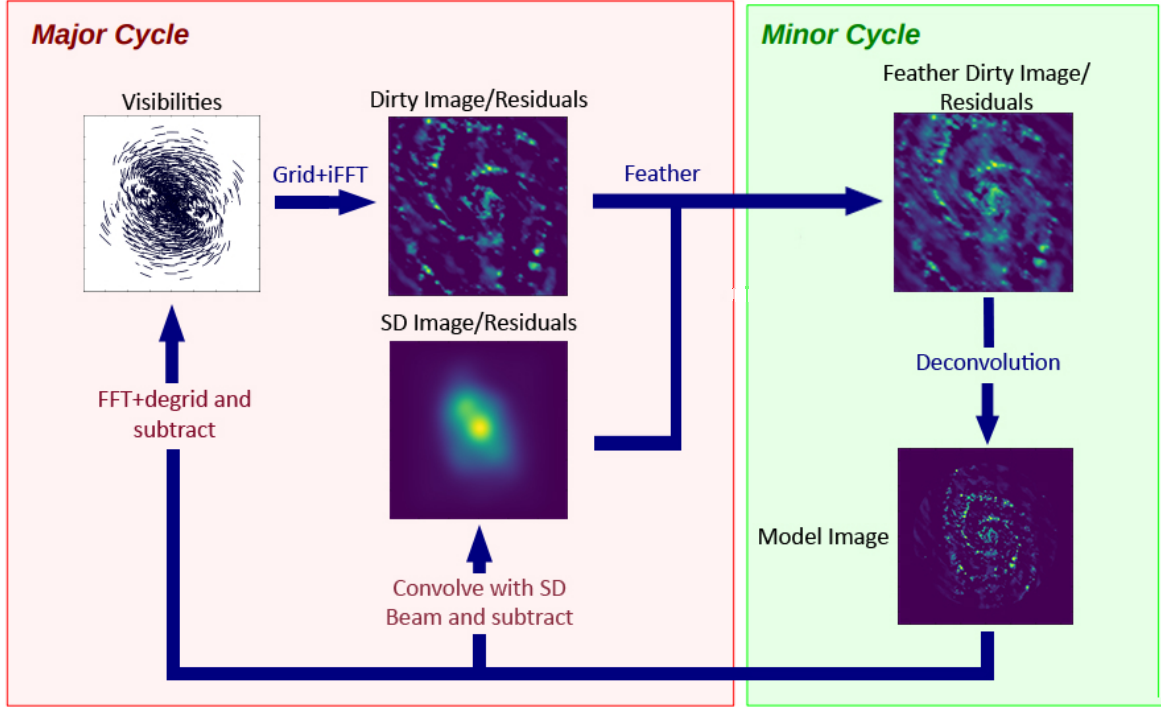 Major Cycle
Minor Cycle
Visibilities
Dirty Image/Residuals
Feather Dirty Image/
Residuals
Grid+iFFT
Feather
SD Image/Residuals
Deconvolution
FFT+degrid and
subtract
Model Image
Convolve with SD
Beam and subtract